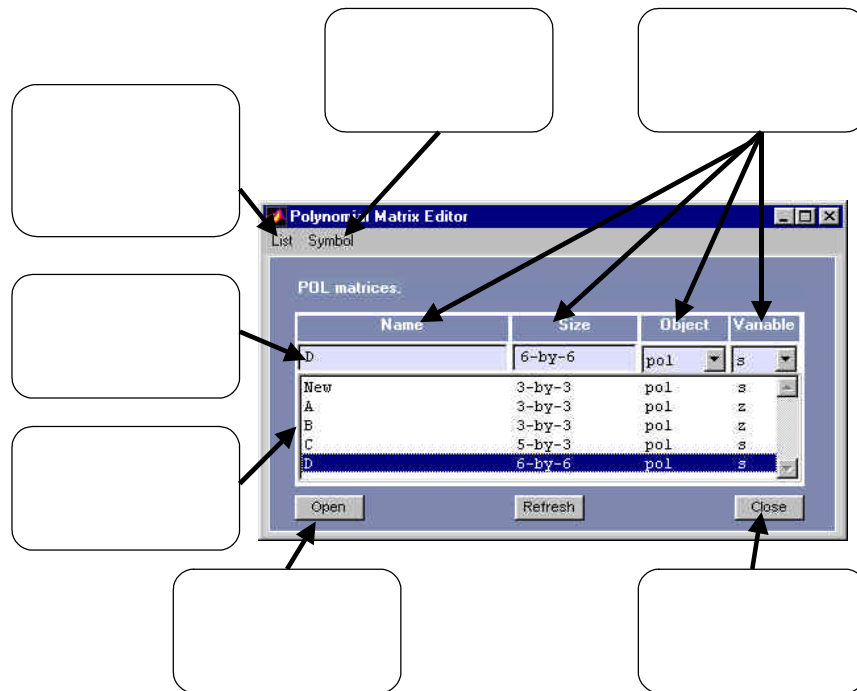 Polynomial Matrix Editor
List Symbol
POL matrices.
Name Size Object Variable
D 6-by-6 pol s
New 3-by-3 pol s
A 3-by-3 pol z
B 3-by-3 pol z
C 5-by-3 pol s
D 6-by-6 pol s
Open Refresh Close